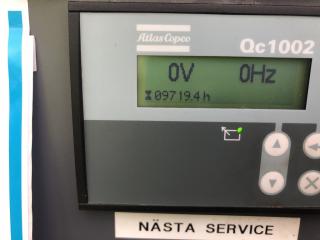 Atlas Copco
Qc1002
0V 0Hz
09719.4h
NÄSTA SERVICE